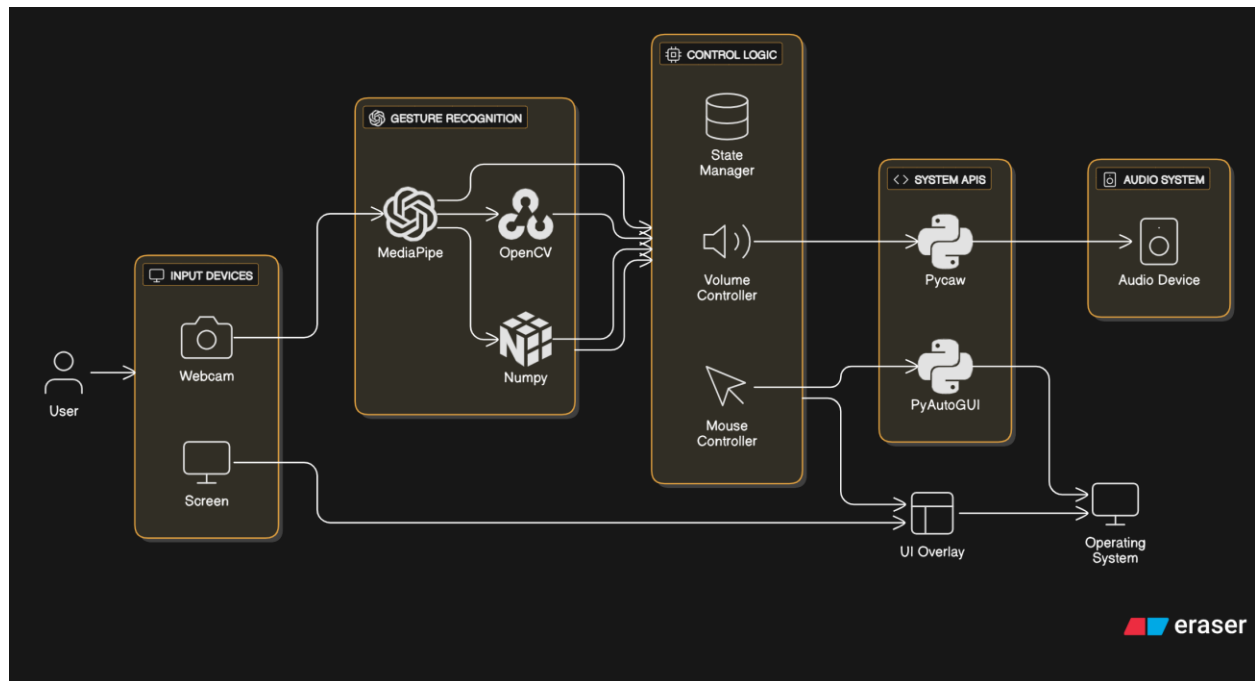 CONTROL LOGIC
State
Manager
Volume
Controller
Mouse
Controller
GESTURE RECOGNITION
MediaPipe
OpenCV
Numpy
SYSTEM APIS
Pycaw
PyAutoGUI
AUDIO SYSTEM
Audio Device
INPUT DEVICES
Webcam
Screen
User
UI Overlay
Operating
System
eraser